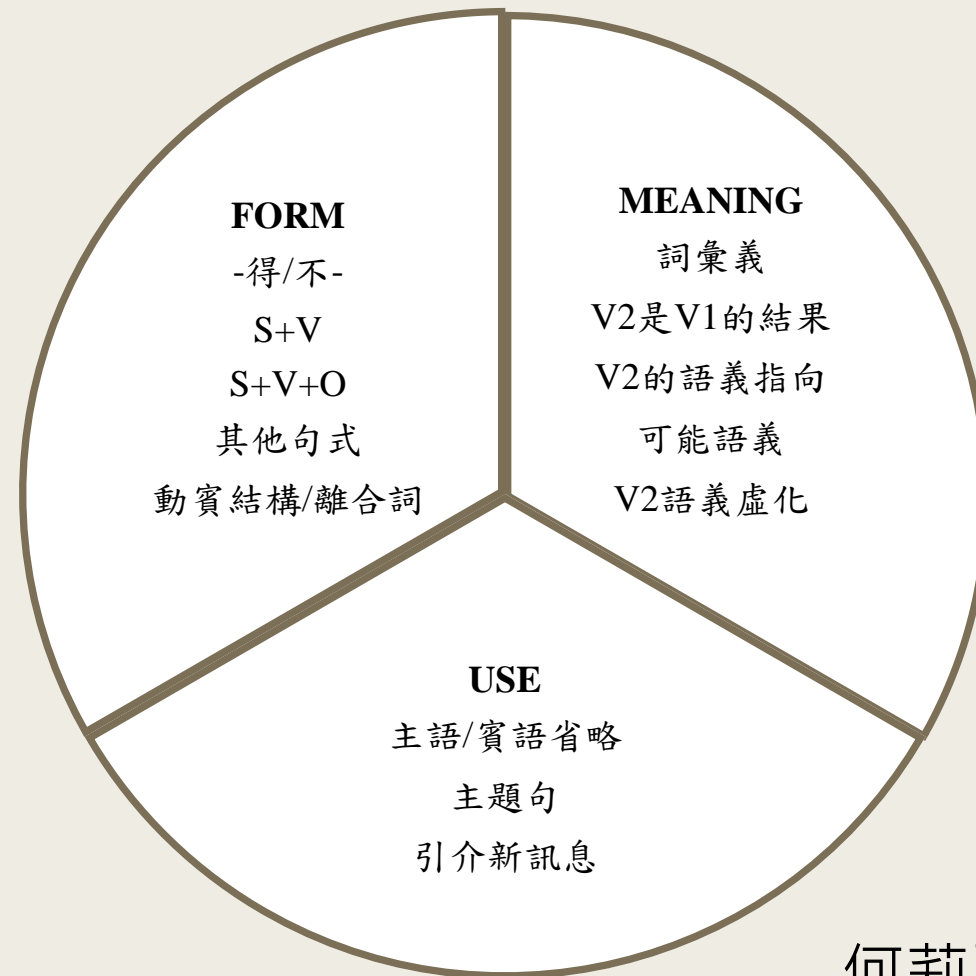 FORM
-得/不-
S+V
S+V+O
其他句式
動賓結構/離合詞
MEANING
詞彙義
V2是V1的結果
V2的語義指向
可能語義
V2語義虛化
USE
主語/賓語省略
主題句
引介新訊息
何莉